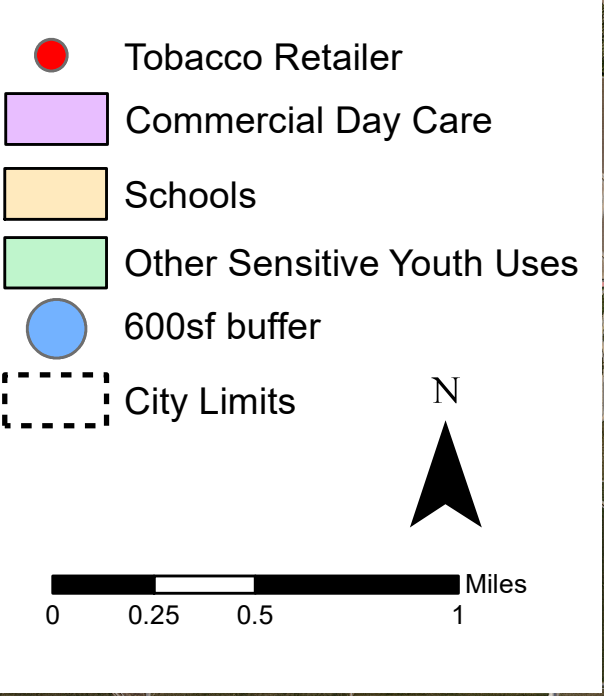 Tobacco Retailer
Commercial Day Care
Schools
Other Sensitive Youth Uses
600sf buffer
City Limits
N
Miles
0 0.25 0.5 1